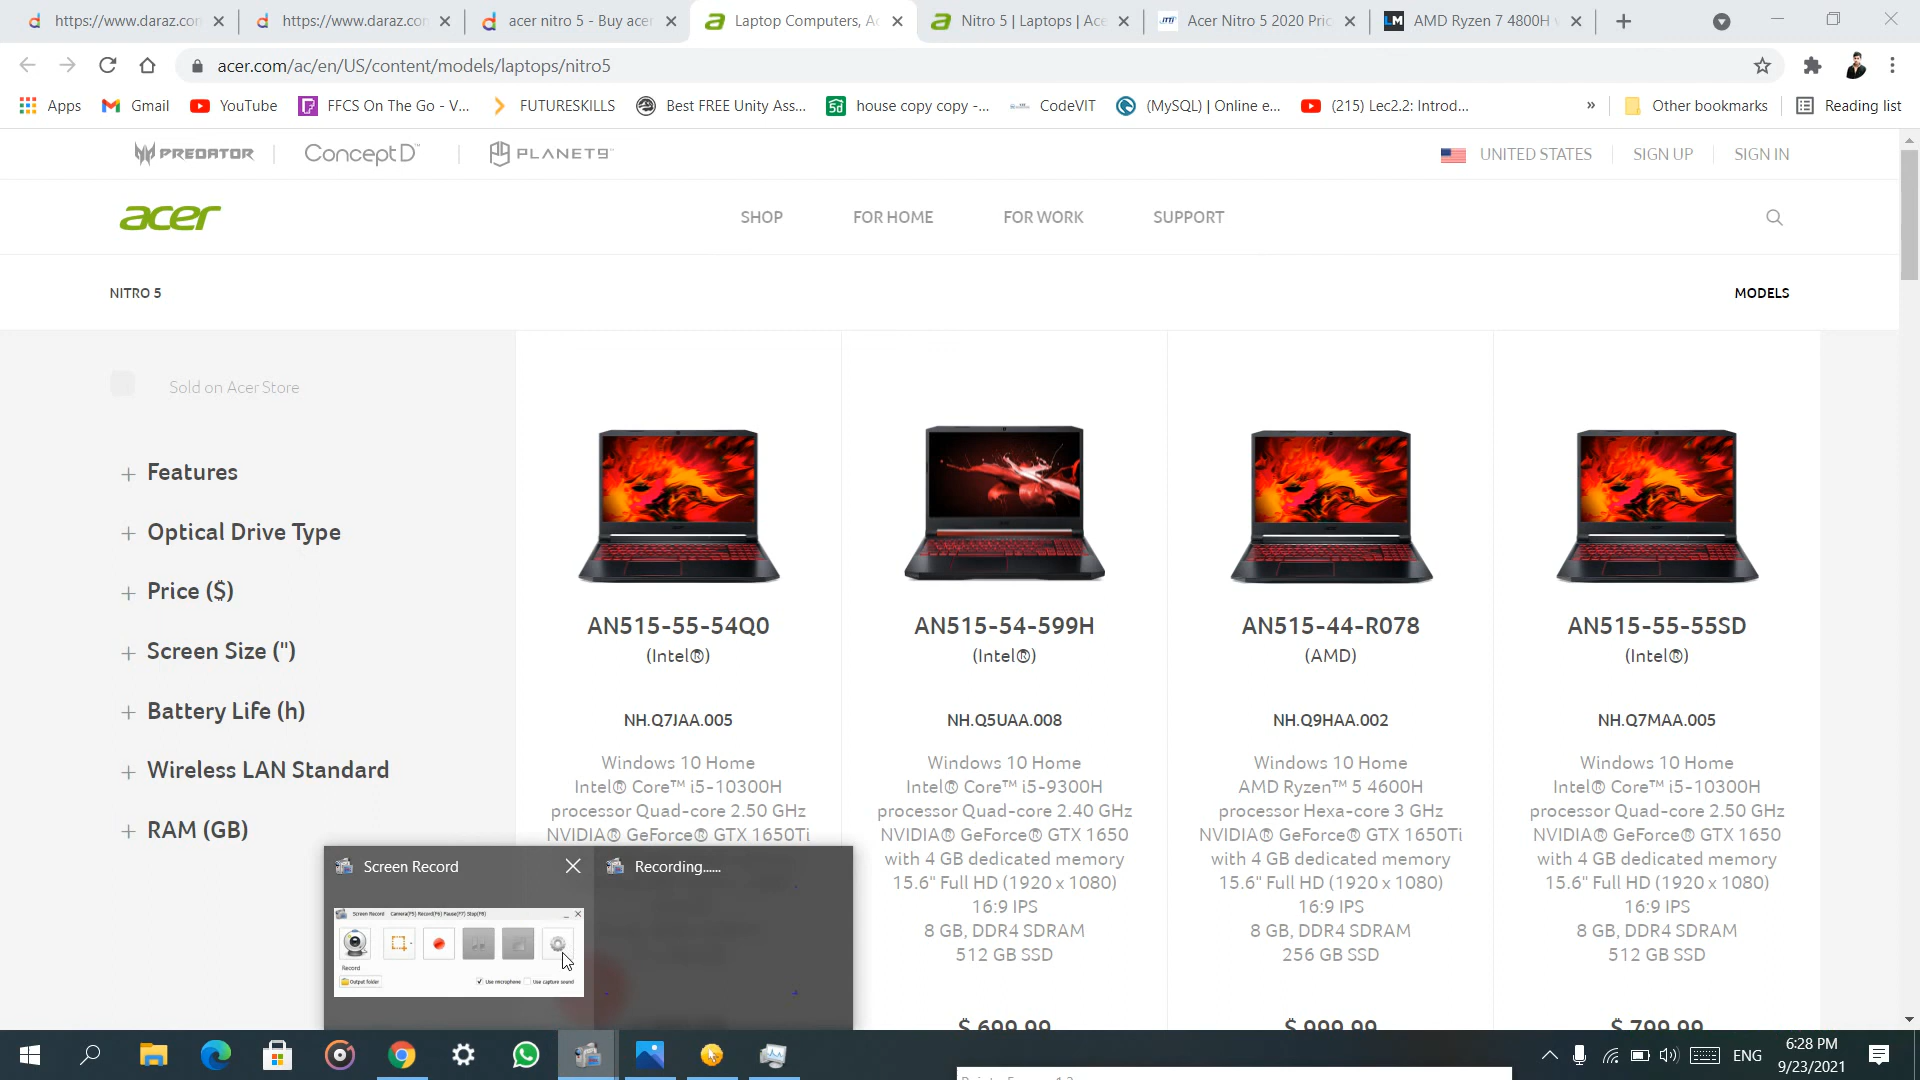 https://www.daraz.con
https://www.daraz.con
acer nitro 5 - Buy acer
Laptop Computers, Ac
Nitro 5 | Laptops | Ace
Acer Nitro 5 2020 Pric
AMD Ryzen 7 4800H v
acer.com/ac/en/US/content/models/laptops/nitro5
Apps
Gmail
YouTube
FFCS On The Go - V...
FUTURESKILLS
Best FREE Unity Ass...
house copy copy -...
CodeVIT
(MySQL) | Online e...
(215) Lec2.2: Introd...
»
Other bookmarks
Reading list
PREDATOR
ConceptD™
PLANET9™
UNITED STATES
SIGN UP
SIGN IN
acer
SHOP
FOR HOME
FOR WORK
SUPPORT
NITRO 5
MODELS
Sold on Acer Store
+ Features
+ Optical Drive Type
+ Price ($)
+ Screen Size (")
+ Battery Life (h)
+ Wireless LAN Standard
+ RAM (GB)
AN515-55-54Q0
(Intel®)
NH.Q7JAA.005
Windows 10 Home
Intel® Core™ i5-10300H
processor Quad-core 2.50 GHz
NVIDIA® GeForce® GTX 1650Ti
AN515-54-599H
(Intel®)
NH.Q5UAA.008
Windows 10 Home
Intel® Core™ i5-9300H
processor Quad-core 2.40 GHz
NVIDIA® GeForce® GTX 1650
with 4 GB dedicated memory
15.6" Full HD (1920 x 1080)
16:9 IPS
8 GB, DDR4 SDRAM
512 GB SSD
$ 699.99
AN515-44-R078
(AMD)
NH.Q9HAA.002
Windows 10 Home
AMD Ryzen™ 5 4600H
processor Hexa-core 3 GHz
NVIDIA® GeForce® GTX 1650Ti
with 4 GB dedicated memory
15.6" Full HD (1920 x 1080)
16:9 IPS
8 GB, DDR4 SDRAM
256 GB SSD
$ 999.99
AN515-55-55SD
(Intel®)
NH.Q7MAA.005
Windows 10 Home
Intel® Core™ i5-10300H
processor Quad-core 2.50 GHz
NVIDIA® GeForce® GTX 1650
with 4 GB dedicated memory
15.6" Full HD (1920 x 1080)
16:9 IPS
8 GB, DDR4 SDRAM
512 GB SSD
$ 799.99
Screen Record
Recording......
Screen Record Camera(F5) Record(F6) Pause(F7) Stop(F8)
Record
Output folder
Use microphone
Use capture sound
ENG
6:28 PM
9/23/2021